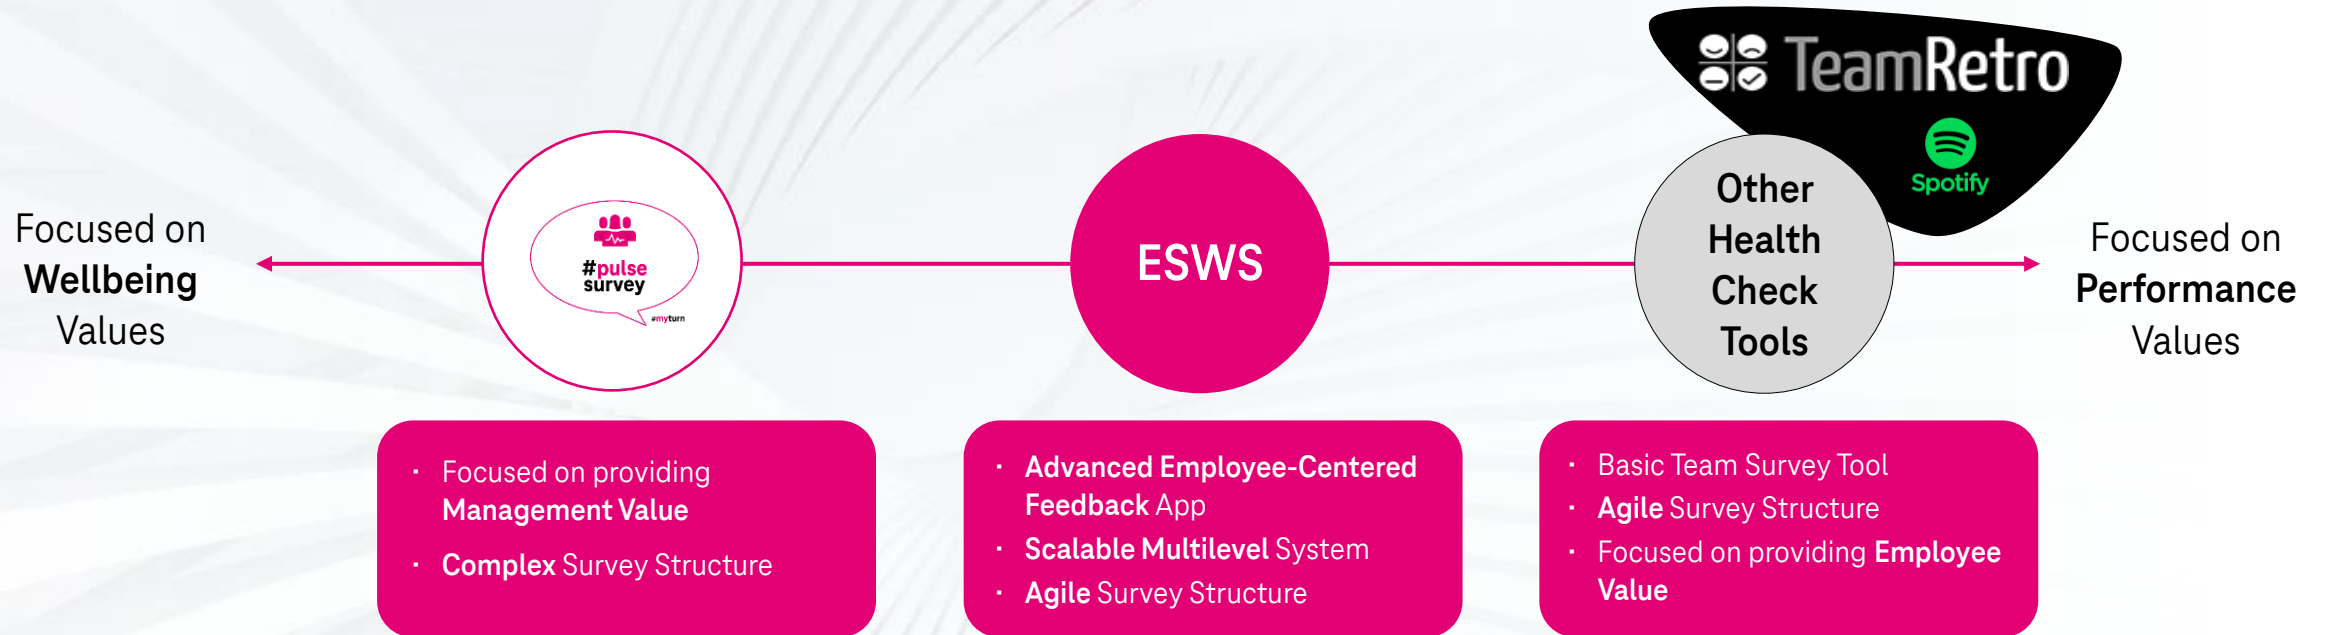 TeamRetro
Spotify
Focused on
Wellbeing
Values
#pulse
survey
#myturn
ESWS
Other
Health
Check
Tools
Focused on
Performance
Values
· Focused on providing
Management Value
· Complex Survey Structure
· Advanced Employee-Centered
Feedback App
· Scalable Multilevel System
· Agile Survey Structure
· Basic Team Survey Tool
· Agile Survey Structure
· Focused on providing Employee
Value